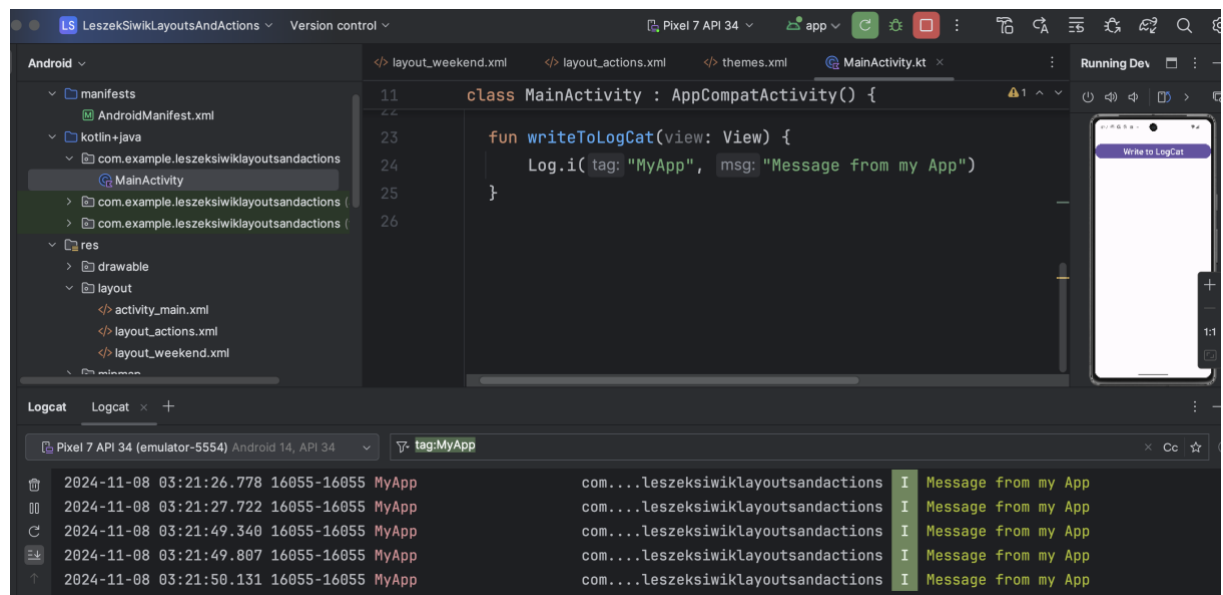 LS LeszekSiwikLayoutsAndActions Version control Pixel 7 API 34 app
Android
layout_weekend.xml layout_actions.xml themes.xml MainActivity.kt
Running Dev
manifests
AndroidManifest.xml
kotlin+java
com.example.leszeksiwiklayoutsandactions
MainActivity
com.example.leszeksiwiklayoutsandactions (
com.example.leszeksiwiklayoutsandactions (
res
drawable
layout
activity_main.xml
layout_actions.xml
layout_weekend.xml
mipmap
11 class MainActivity : AppCompatActivity() {
1
22
23 fun writeToLogCat(view: View) {
24 Log.i( tag: "MyApp", msg: "Message from my App")
25 }
26
Write to LogCat
1:1
Logcat Logcat
Pixel 7 API 34 (emulator-5554) Android 14, API 34 tag:MyApp Cc
2024-11-08 03:21:26.778 16055-16055 MyApp com....leszeksiwiklayoutsandactions I Message from my App
2024-11-08 03:21:27.722 16055-16055 MyApp com....leszeksiwiklayoutsandactions I Message from my App
2024-11-08 03:21:49.340 16055-16055 MyApp com....leszeksiwiklayoutsandactions I Message from my App
2024-11-08 03:21:49.807 16055-16055 MyApp com....leszeksiwiklayoutsandactions I Message from my App
2024-11-08 03:21:50.131 16055-16055 MyApp com....leszeksiwiklayoutsandactions I Message from my App